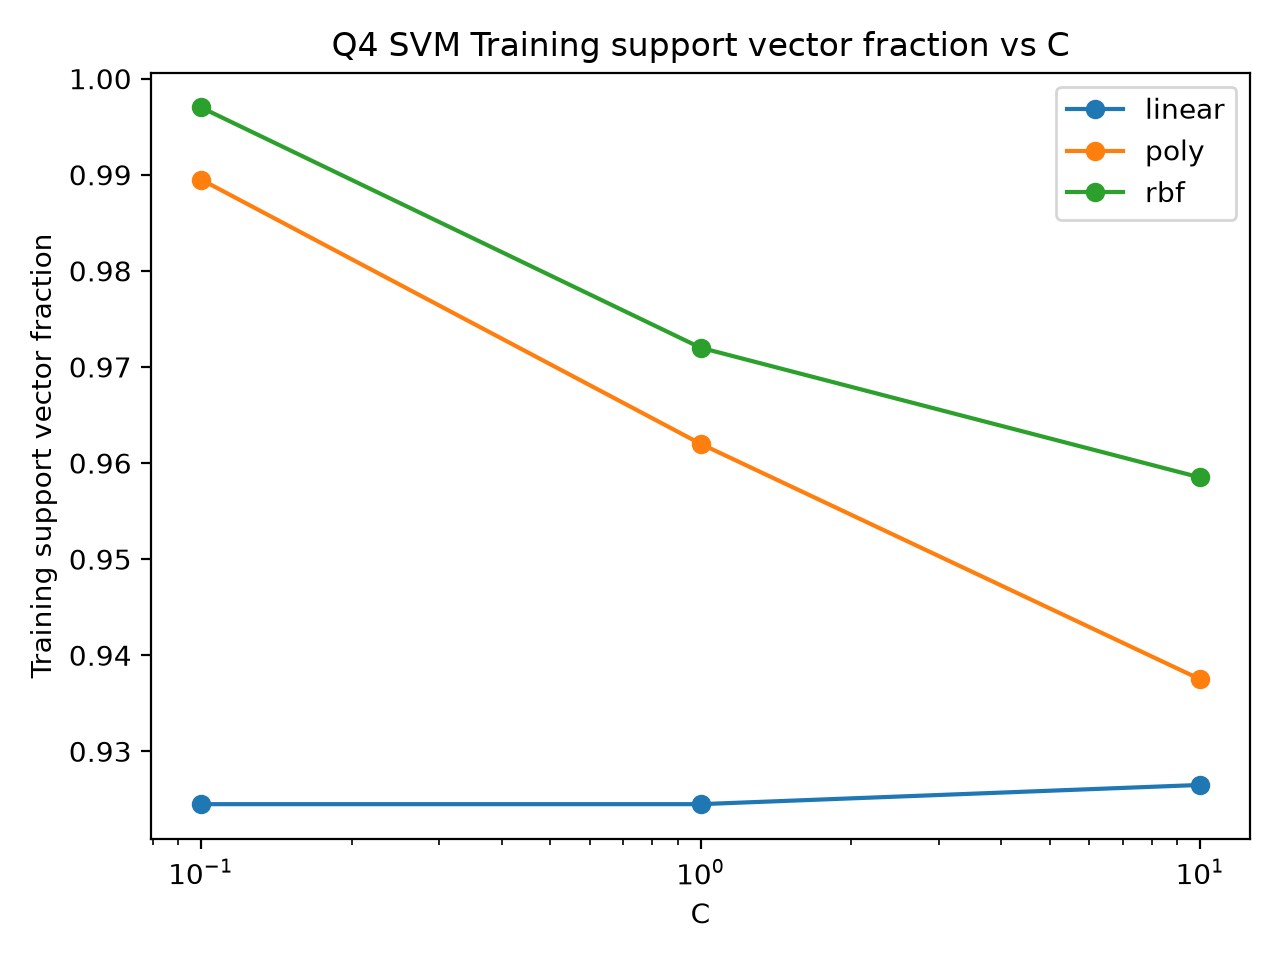 Q4 SVM Training support vector fraction vs C
1.00
0.99
0.98
0.97
0.96
0.95
0.94
0.93
Training support vector fraction
linear
poly
rbf
10⁻¹
10⁰
10¹
C